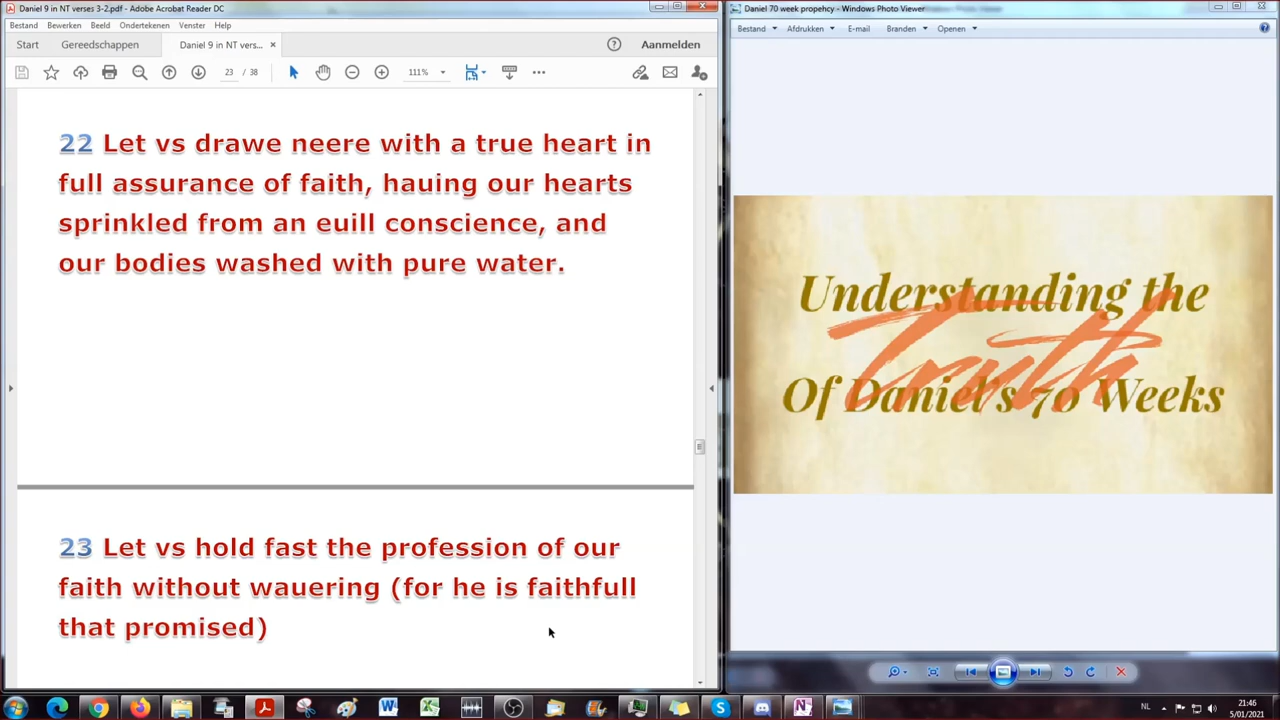 Daniel 9 in NT verses 3-2.pdf - Adobe Acrobat Reader DC
Bestand Bewerken Beeld Ondertekenen Venster Help
Start Gereedschappen Daniel 9 in NT vers... × Aanmelden
23 / 38 111%
22 Let vs drawe neere with a true heart in
full assurance of faith, hauing our hearts
sprinkled from an euill conscience, and
our bodies washed with pure water.
23 Let vs hold fast the profession of our
faith without wauering (for he is faithfull
that promised)
Daniel 70 week propehcy - Windows Photo Viewer
Bestand Afdrukken E-mail Branden Openen
Understanding the
Truth
Of Daniel's 70 Weeks
NL 21:46
5/01/2021